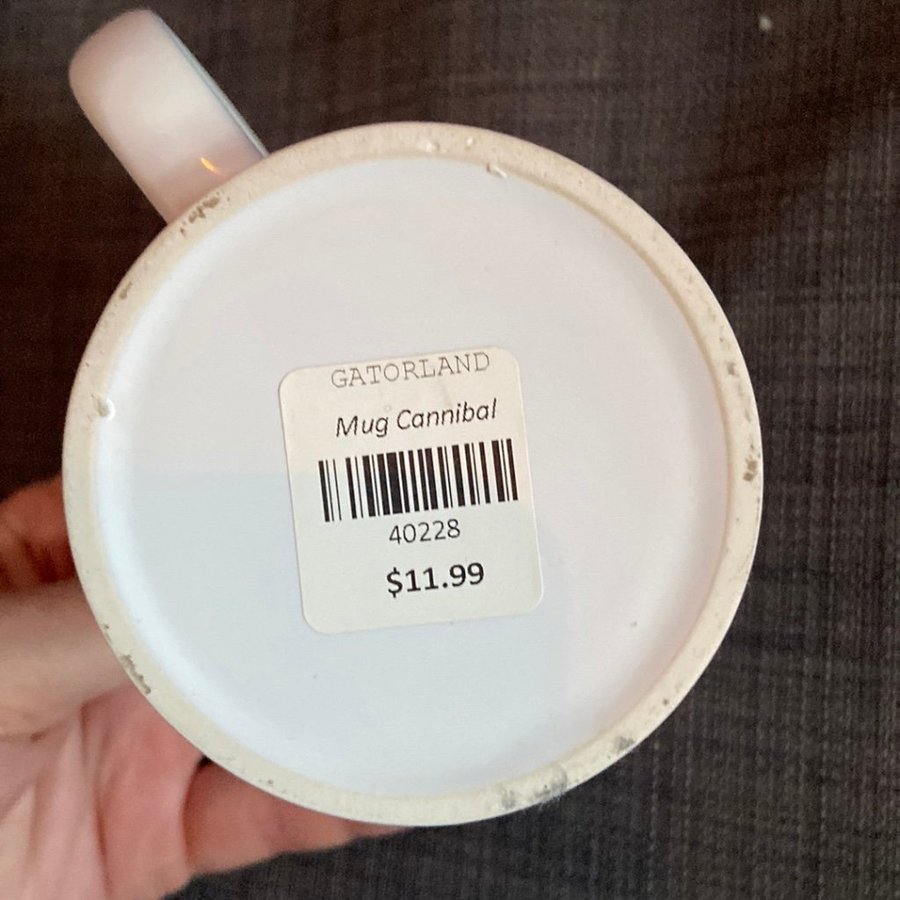 GATORLAND
Mug Cannibal
40228
$11.99